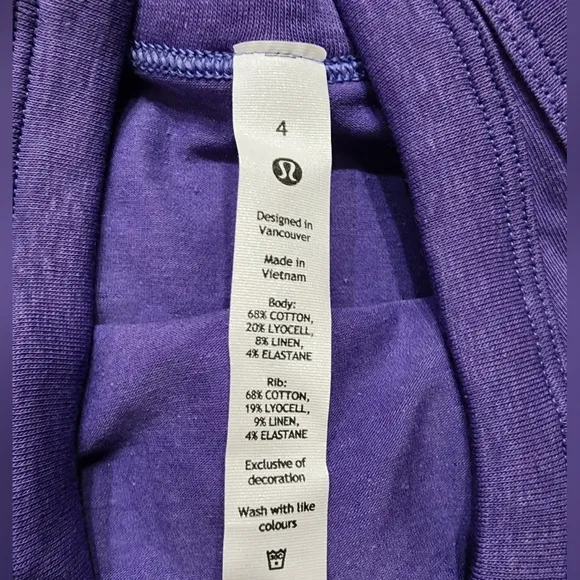 4
Designed in
Vancouver
Made in
Vietnam
Body:
68% COTTON,
20% LYOCELL,
8% LINEN,
4% ELASTANE
Rib:
68% COTTON,
19% LYOCELL,
9% LINEN,
4% ELASTANE
Exclusive of
decoration
Wash with like
colours